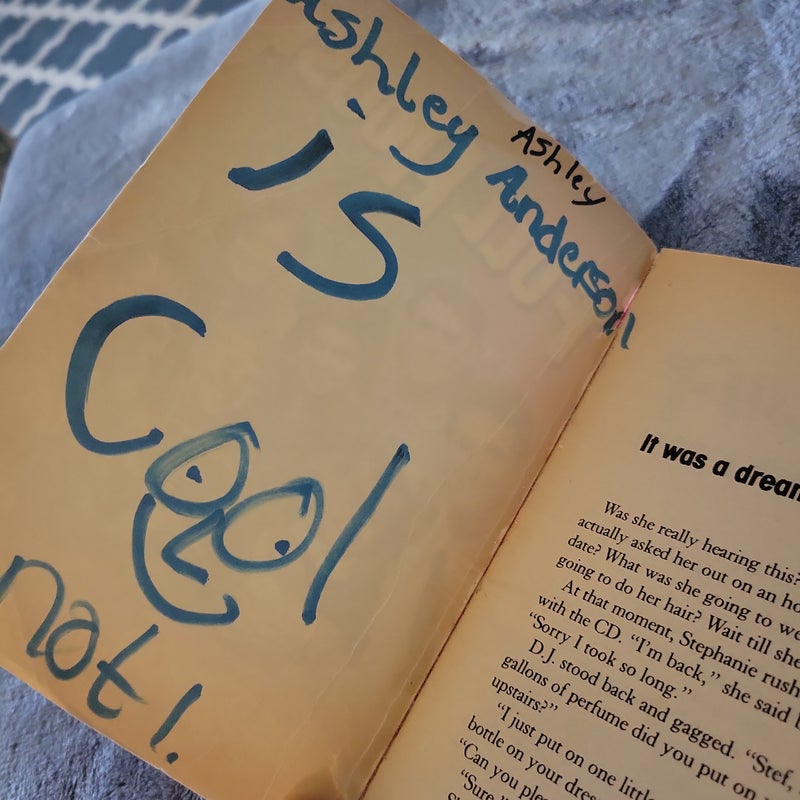 Ashley
Ashley Anderson
is
Cool
not!.
It was a dream
Was she really hearing this?
actually asked her out on an ho
date? What was she going to we
going to do her hair? Wait till she
At that moment, Stephanie rush
with the CD. “I’m back,” she said b
“Sorry I took so long.”
D.J. stood back and gagged. “Stef,
gallons of perfume did you put on
upstairs?”
“I just put on one little
bottle on your dres
“Can you ple
“Sure